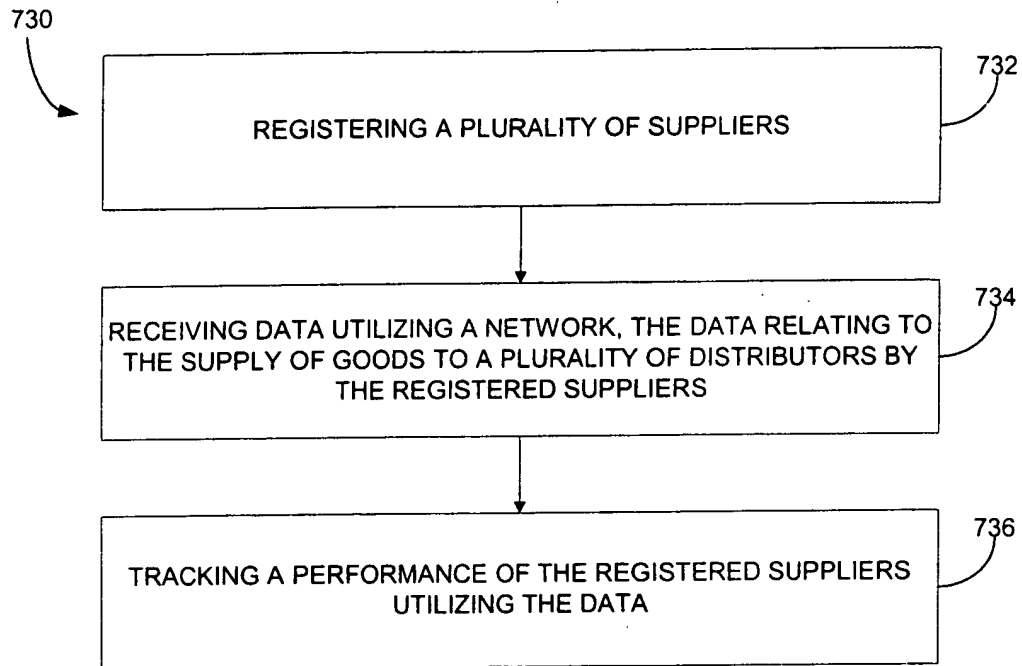 730
732
REGISTERING A PLURALITY OF SUPPLIERS
734
RECEIVING DATA UTILIZING A NETWORK, THE DATA RELATING TO
THE SUPPLY OF GOODS TO A PLURALITY OF DISTRIBUTORS BY
THE REGISTERED SUPPLIERS
736
TRACKING A PERFORMANCE OF THE REGISTERED SUPPLIERS
UTILIZING THE DATA